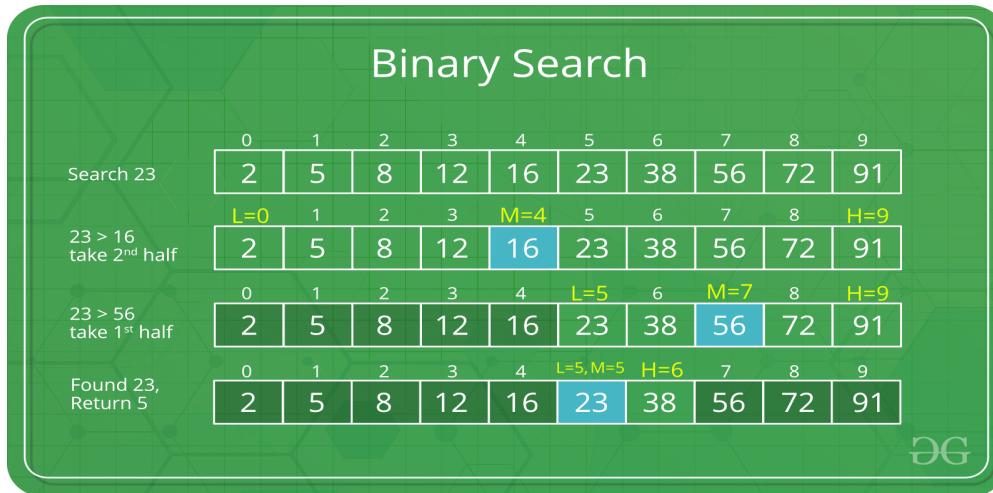 Binary Search
0 1 2 3 4 5 6 7 8 9
Search 23 2 5 8 12 16 23 38 56 72 91
L=0 1 2 3 M=4 5 6 7 8 H=9
23 > 16
take 2nd half 2 5 8 12 16 23 38 56 72 91
0 1 2 3 4 L=5 6 M=7 8 H=9
23 > 56
take 1st half 2 5 8 12 16 23 38 56 72 91
0 1 2 3 4 L=5, M=5 H=6 7 8 9
Found 23,
Return 5 2 5 8 12 16 23 38 56 72 91